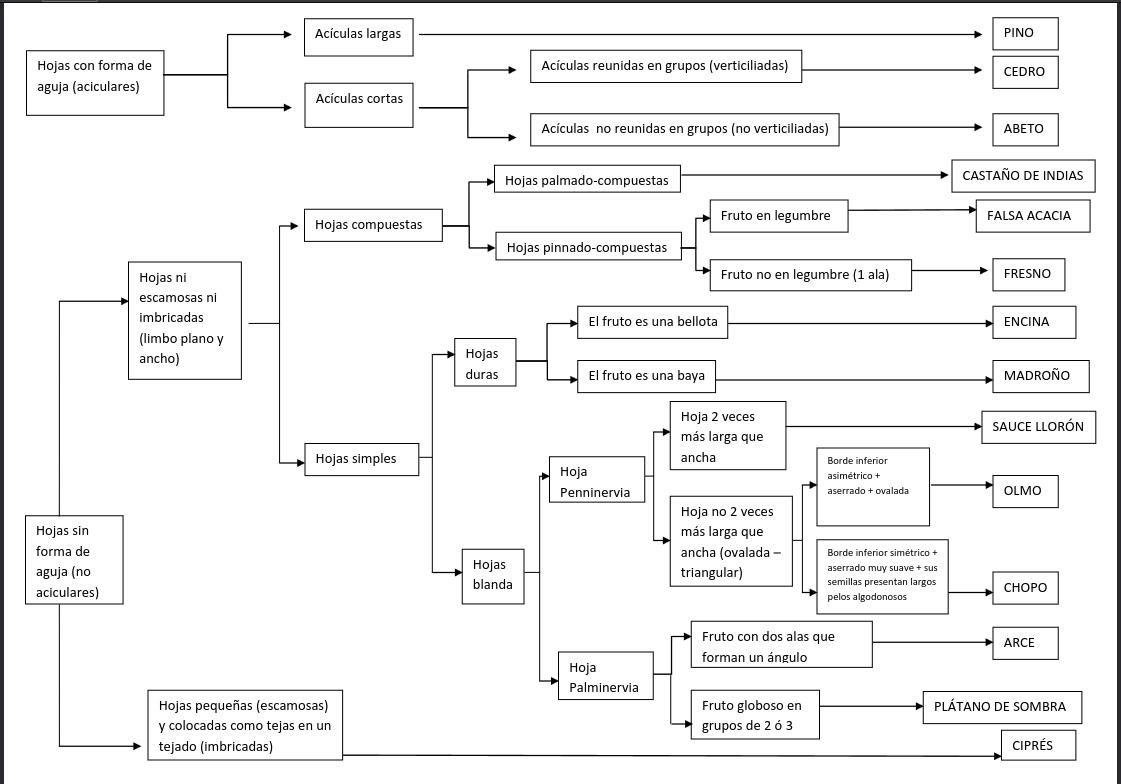 Hojas con forma de
aguja (aciculares)
Acículas largas
PINO
Acículas cortas
Acículas reunidas en grupos (verticiliadas)
CEDRO
Acículas no reunidas en grupos (no verticiliadas)
ABETO
Hojas sin
forma de
aguja (no
aciculares)
Hojas ni
escamosas ni
imbricadas
(limbo plano y
ancho)
Hojas compuestas
Hojas palmado-compuestas
CASTAÑO DE INDIAS
Hojas pinnado-compuestas
Fruto en legumbre
FALSA ACACIA
Fruto no en legumbre (1 ala)
FRESNO
Hojas simples
Hojas
duras
El fruto es una bellota
ENCINA
El fruto es una baya
MADROÑO
Hojas
blanda
Hoja
Penninervia
Hoja 2 veces
más larga que
ancha
SAUCE LLORÓN
Hoja no 2 veces
más larga que
ancha (ovalada –
triangular)
Borde inferior
asimétrico +
aserrado + ovalada
OLMO
Borde inferior simétrico +
aserrado muy suave + sus
semillas presentan largos
pelos algodonosos
CHOPO
Hoja
Palminervia
Fruto con dos alas que
forman un ángulo
ARCE
Fruto globoso en
grupos de 2 ó 3
PLÁTANO DE SOMBRA
Hojas pequeñas (escamosas)
y colocadas como tejas en un
tejado (imbricadas)
CIPRÉS